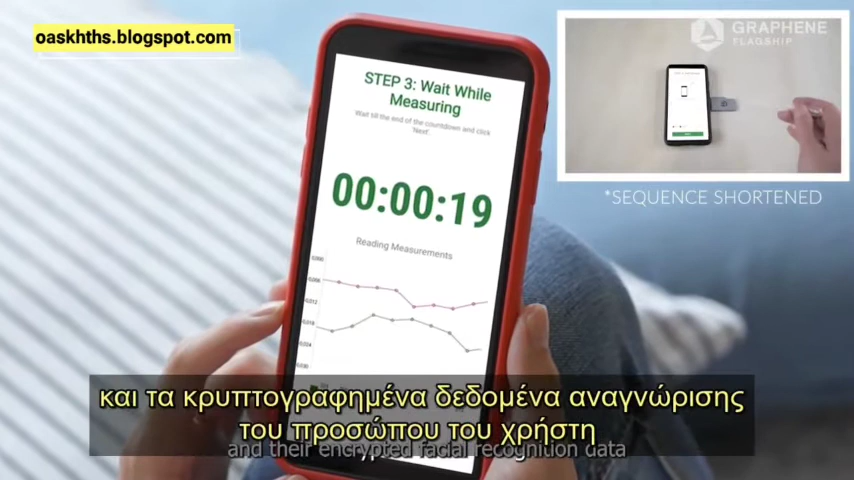 oaskhths.blogspot.com
GRAPHENE
FLAGSHIP
*SEQUENCE SHORTENED
STEP 3: Wait While
Measuring
Wait till the end of the countdown and click
'Next'.
00:00:19
Reading Measurements
και τα κρυπτογραφημένα δεδομένα αναγνώρισης
του προσώπου του χρήστη
and their encrypted facial recognition data